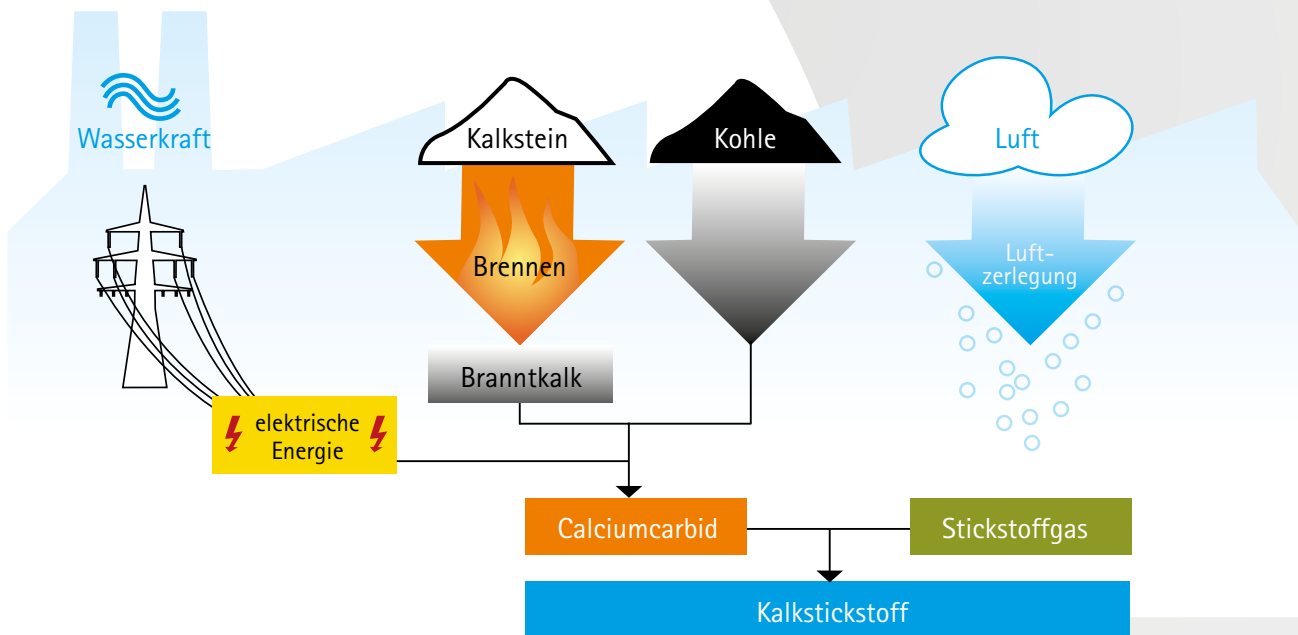 Wasserkraft
Kalkstein
Kohle
Luft
Brennen
Luft-
zerlegung
Branntkalk
elektrische
Energie
Calciumcarbid
Stickstoffgas
Kalkstickstoff